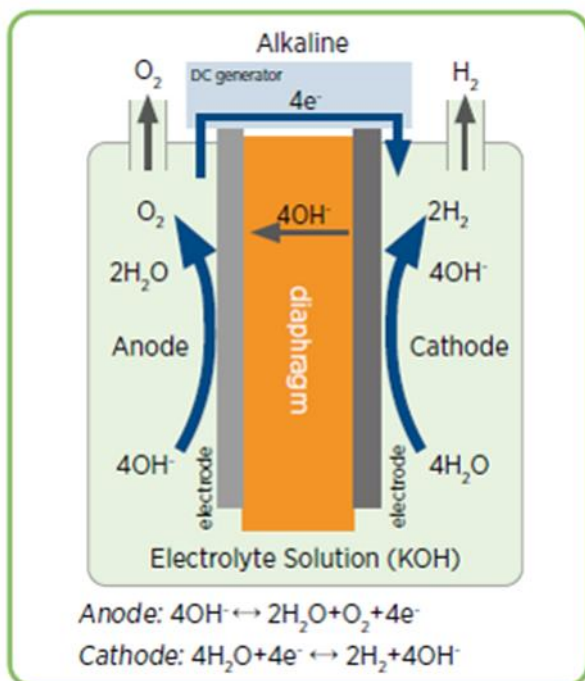 Alkaline
O₂
DC generator
H₂
4e⁻
O₂
4OH⁻
2H₂
2H₂O
4OH⁻
diaphragm
Anode
Cathode
4OH⁻
electrode
electrode
4H₂O
Electrolyte Solution (KOH)
Anode: 4OH⁻ ↔ 2H₂O+O₂+4e⁻
Cathode: 4H₂O+4e⁻ ↔ 2H₂+4OH⁻